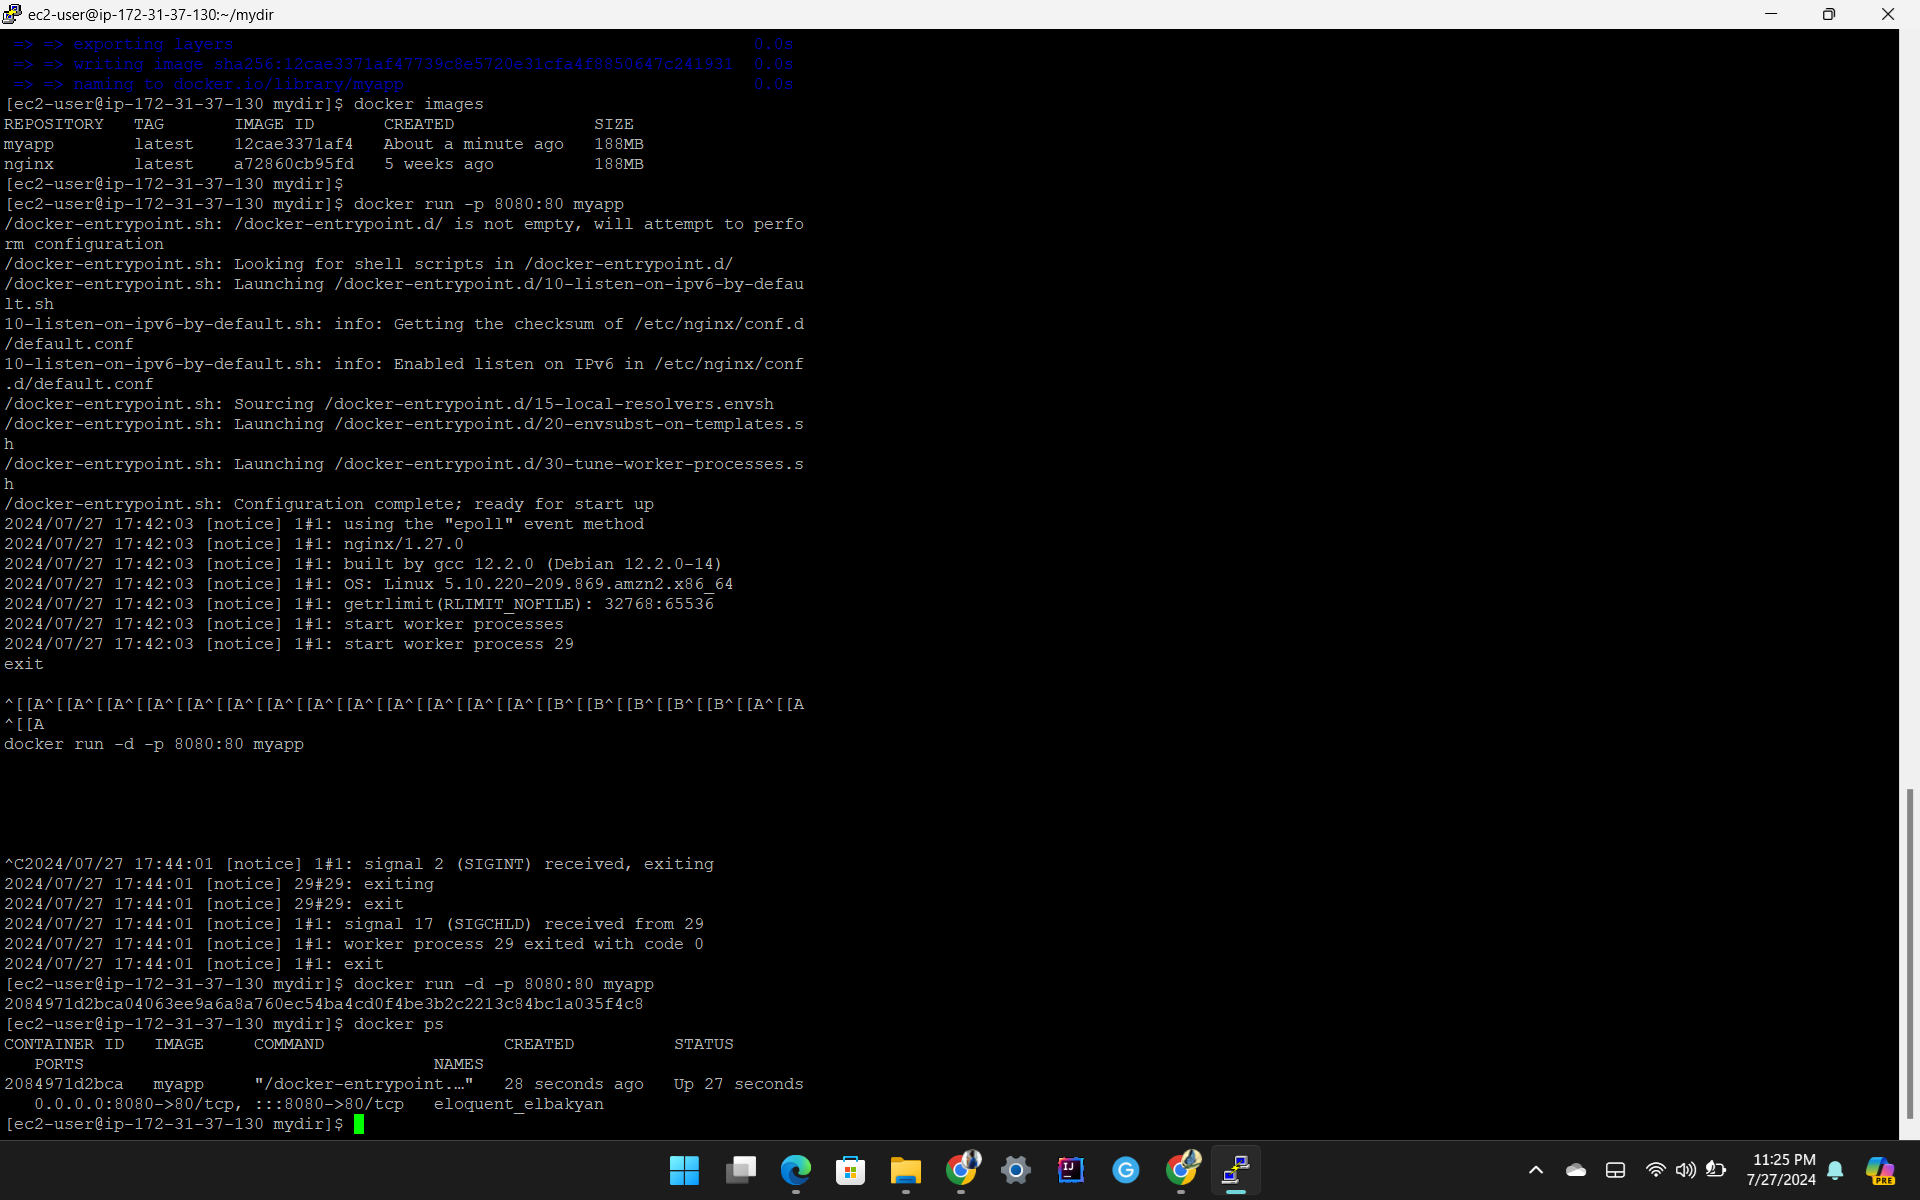 ec2-user@ip-172-31-37-130:~/mydir
=> => exporting layers 0.0s
=> => writing image sha256:12cae3371af47739c8e5720e31cfa4f8850647c241931 0.0s
=> => naming to docker.io/library/myapp 0.0s
[ec2-user@ip-172-31-37-130 mydir]$ docker images
REPOSITORY TAG IMAGE ID CREATED SIZE
myapp latest 12cae3371af4 About a minute ago 188MB
nginx latest a72860cb95fd 5 weeks ago 188MB
[ec2-user@ip-172-31-37-130 mydir]$
[ec2-user@ip-172-31-37-130 mydir]$ docker run -p 8080:80 myapp
/docker-entrypoint.sh: /docker-entrypoint.d/ is not empty, will attempt to perfo
rm configuration
/docker-entrypoint.sh: Looking for shell scripts in /docker-entrypoint.d/
/docker-entrypoint.sh: Launching /docker-entrypoint.d/10-listen-on-ipv6-by-defau
lt.sh
10-listen-on-ipv6-by-default.sh: info: Getting the checksum of /etc/nginx/conf.d
/default.conf
10-listen-on-ipv6-by-default.sh: info: Enabled listen on IPv6 in /etc/nginx/conf
.d/default.conf
/docker-entrypoint.sh: Sourcing /docker-entrypoint.d/15-local-resolvers.envsh
/docker-entrypoint.sh: Launching /docker-entrypoint.d/20-envsubst-on-templates.s
h
/docker-entrypoint.sh: Launching /docker-entrypoint.d/30-tune-worker-processes.s
h
/docker-entrypoint.sh: Configuration complete; ready for start up
2024/07/27 17:42:03 [notice] 1#1: using the "epoll" event method
2024/07/27 17:42:03 [notice] 1#1: nginx/1.27.0
2024/07/27 17:42:03 [notice] 1#1: built by gcc 12.2.0 (Debian 12.2.0-14)
2024/07/27 17:42:03 [notice] 1#1: OS: Linux 5.10.220-209.869.amzn2.x86_64
2024/07/27 17:42:03 [notice] 1#1: getrlimit(RLIMIT_NOFILE): 32768:65536
2024/07/27 17:42:03 [notice] 1#1: start worker processes
2024/07/27 17:42:03 [notice] 1#1: start worker process 29
exit
^[[A^[[A^[[A^[[A^[[A^[[A^[[A^[[A^[[A^[[A^[[A^[[A^[[A^[[B^[[B^[[B^[[B^[[B^[[A^[[A
^[[A
docker run -d -p 8080:80 myapp
^C2024/07/27 17:44:01 [notice] 1#1: signal 2 (SIGINT) received, exiting
2024/07/27 17:44:01 [notice] 29#29: exiting
2024/07/27 17:44:01 [notice] 29#29: exit
2024/07/27 17:44:01 [notice] 1#1: signal 17 (SIGCHLD) received from 29
2024/07/27 17:44:01 [notice] 1#1: worker process 29 exited with code 0
2024/07/27 17:44:01 [notice] 1#1: exit
[ec2-user@ip-172-31-37-130 mydir]$ docker run -d -p 8080:80 myapp
2084971d2bca04063ee9a6a8a760ec54ba4cd0f4be3b2c2213c84bc1a035f4c8
[ec2-user@ip-172-31-37-130 mydir]$ docker ps
CONTAINER ID IMAGE COMMAND CREATED STATUS
PORTS NAMES
2084971d2bca myapp "/docker-entrypoint.…" 28 seconds ago Up 27 seconds
0.0.0.0:8080->80/tcp, :::8080->80/tcp eloquent_elbakyan
[ec2-user@ip-172-31-37-130 mydir]$
11:25 PM
7/27/2024
IJ
G
PRE